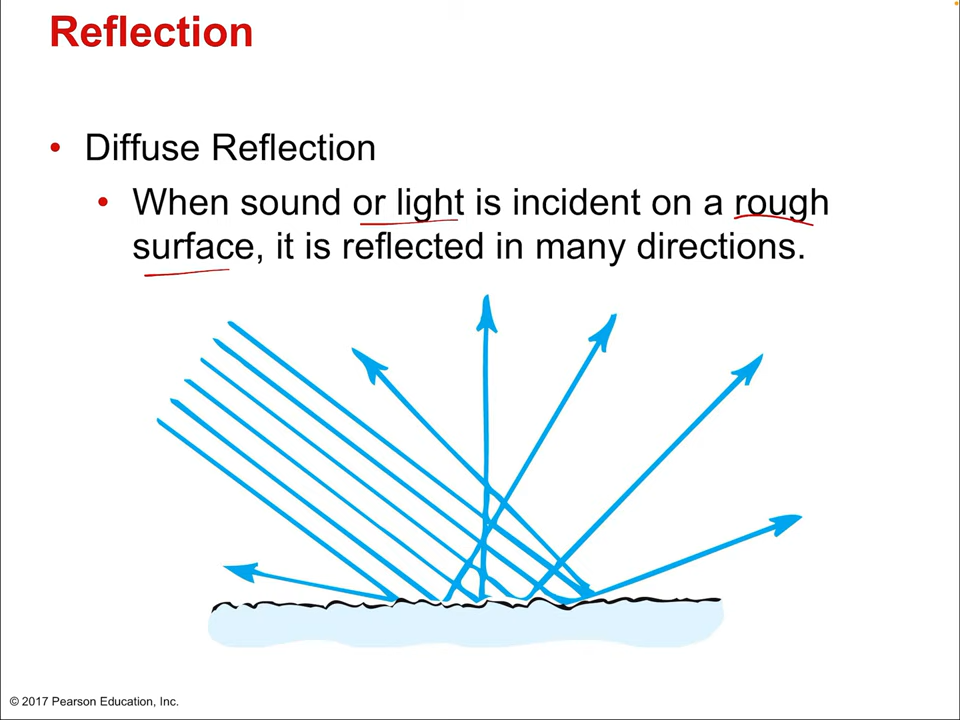 Reflection
• Diffuse Reflection
• When sound or light is incident on a rough
surface, it is reflected in many directions.
© 2017 Pearson Education, Inc.